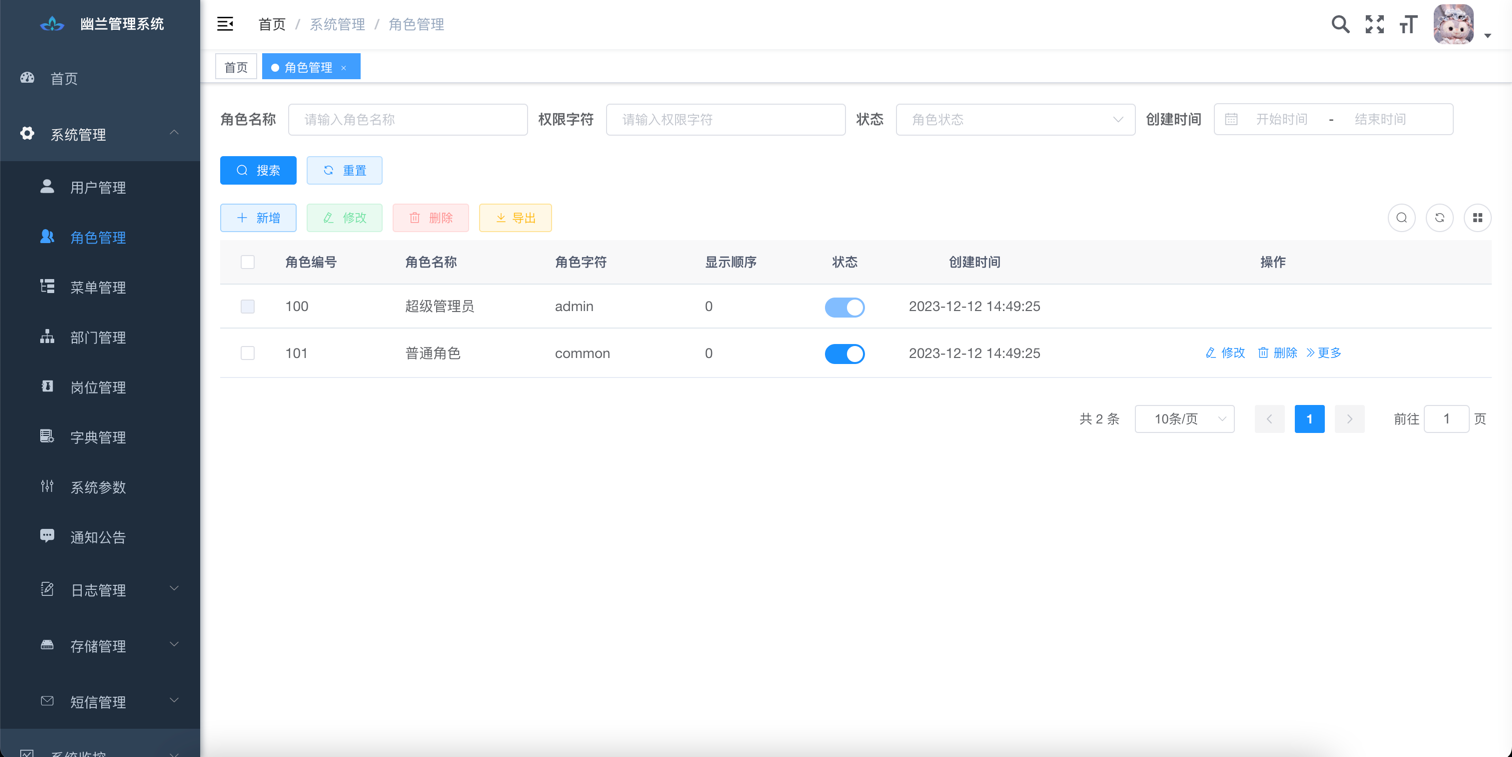 幽兰管理系统
首页
系统管理
用户管理
角色管理
菜单管理
部门管理
岗位管理
字典管理
系统参数
通知公告
日志管理
存储管理
短信管理
系统监控
首页 / 系统管理 / 角色管理
首页
角色管理 ×
角色名称 请输入角色名称 权限字符 请输入权限字符 状态 角色状态 创建时间 开始时间 - 结束时间
搜索 重置
新增 修改 删除 导出
角色编号 角色名称 角色字符 显示顺序 状态 创建时间 操作
100 超级管理员 admin 0 2023-12-12 14:49:25
101 普通角色 common 0 2023-12-12 14:49:25 修改 删除 更多
共 2 条 10条/页 1 前往 1 页